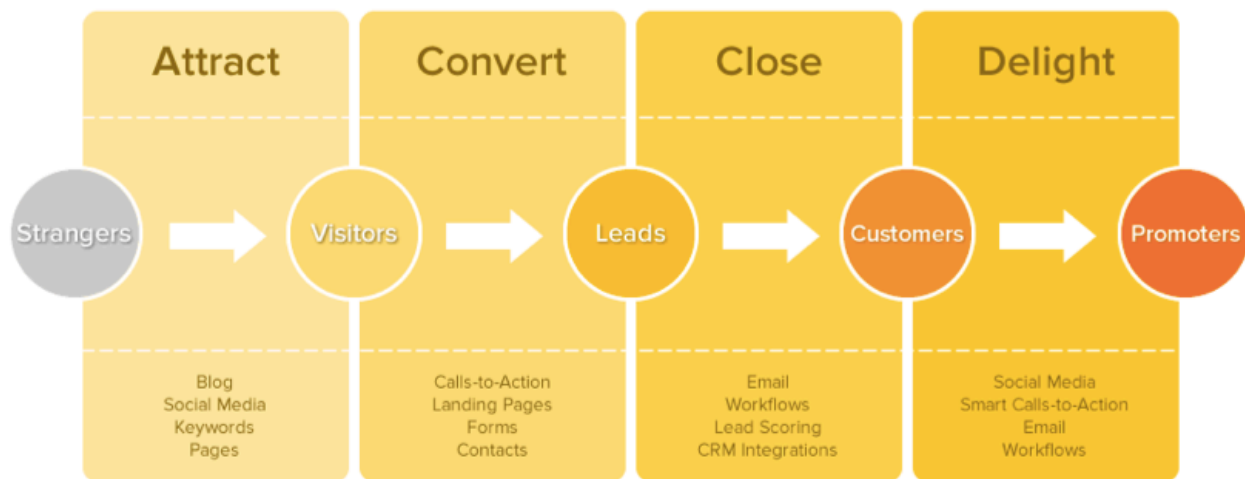 Attract
Convert
Close
Delight
Strangers
Visitors
Leads
Customers
Promoters
Blog
Social Media
Keywords
Pages
Calls-to-Action
Landing Pages
Forms
Contacts
Email
Workflows
Lead Scoring
CRM Integrations
Social Media
Smart Calls-to-Action
Email
Workflows